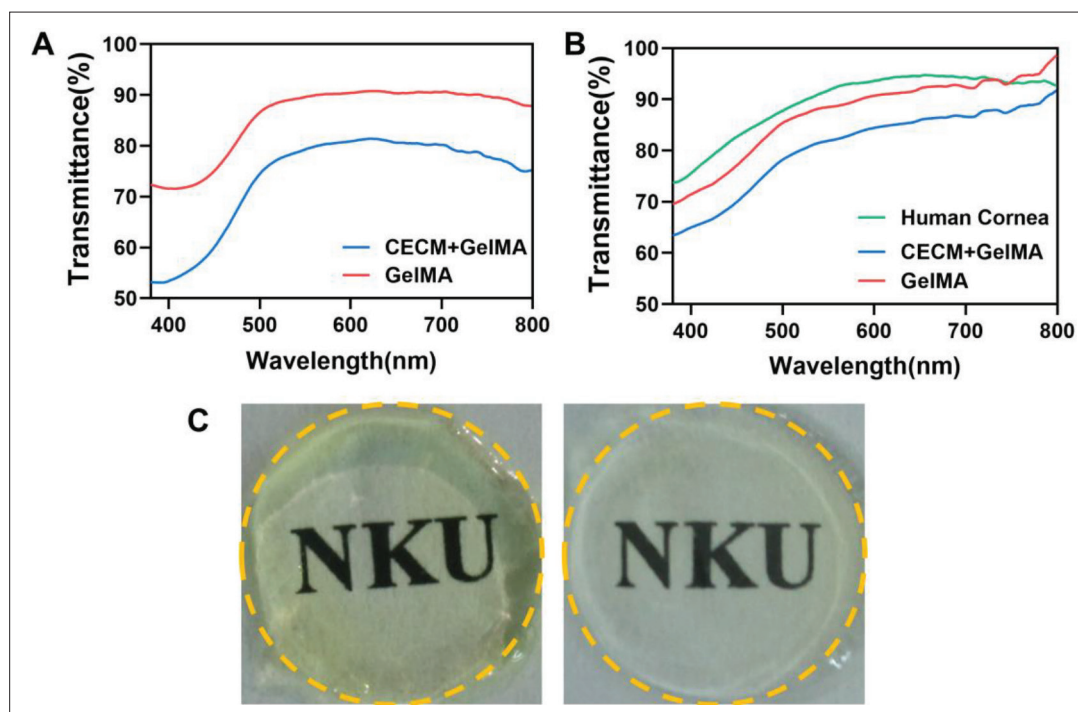 A
Transmittance(%)
100
90
80
70
60
50
400
500
600
700
800
Wavelength(nm)
CECM+GelMA
GelMA
B
Transmittance(%)
100
90
80
70
60
50
400
500
600
700
800
Wavelength(nm)
Human Cornea
CECM+GelMA
GelMA
C
NKU
NKU